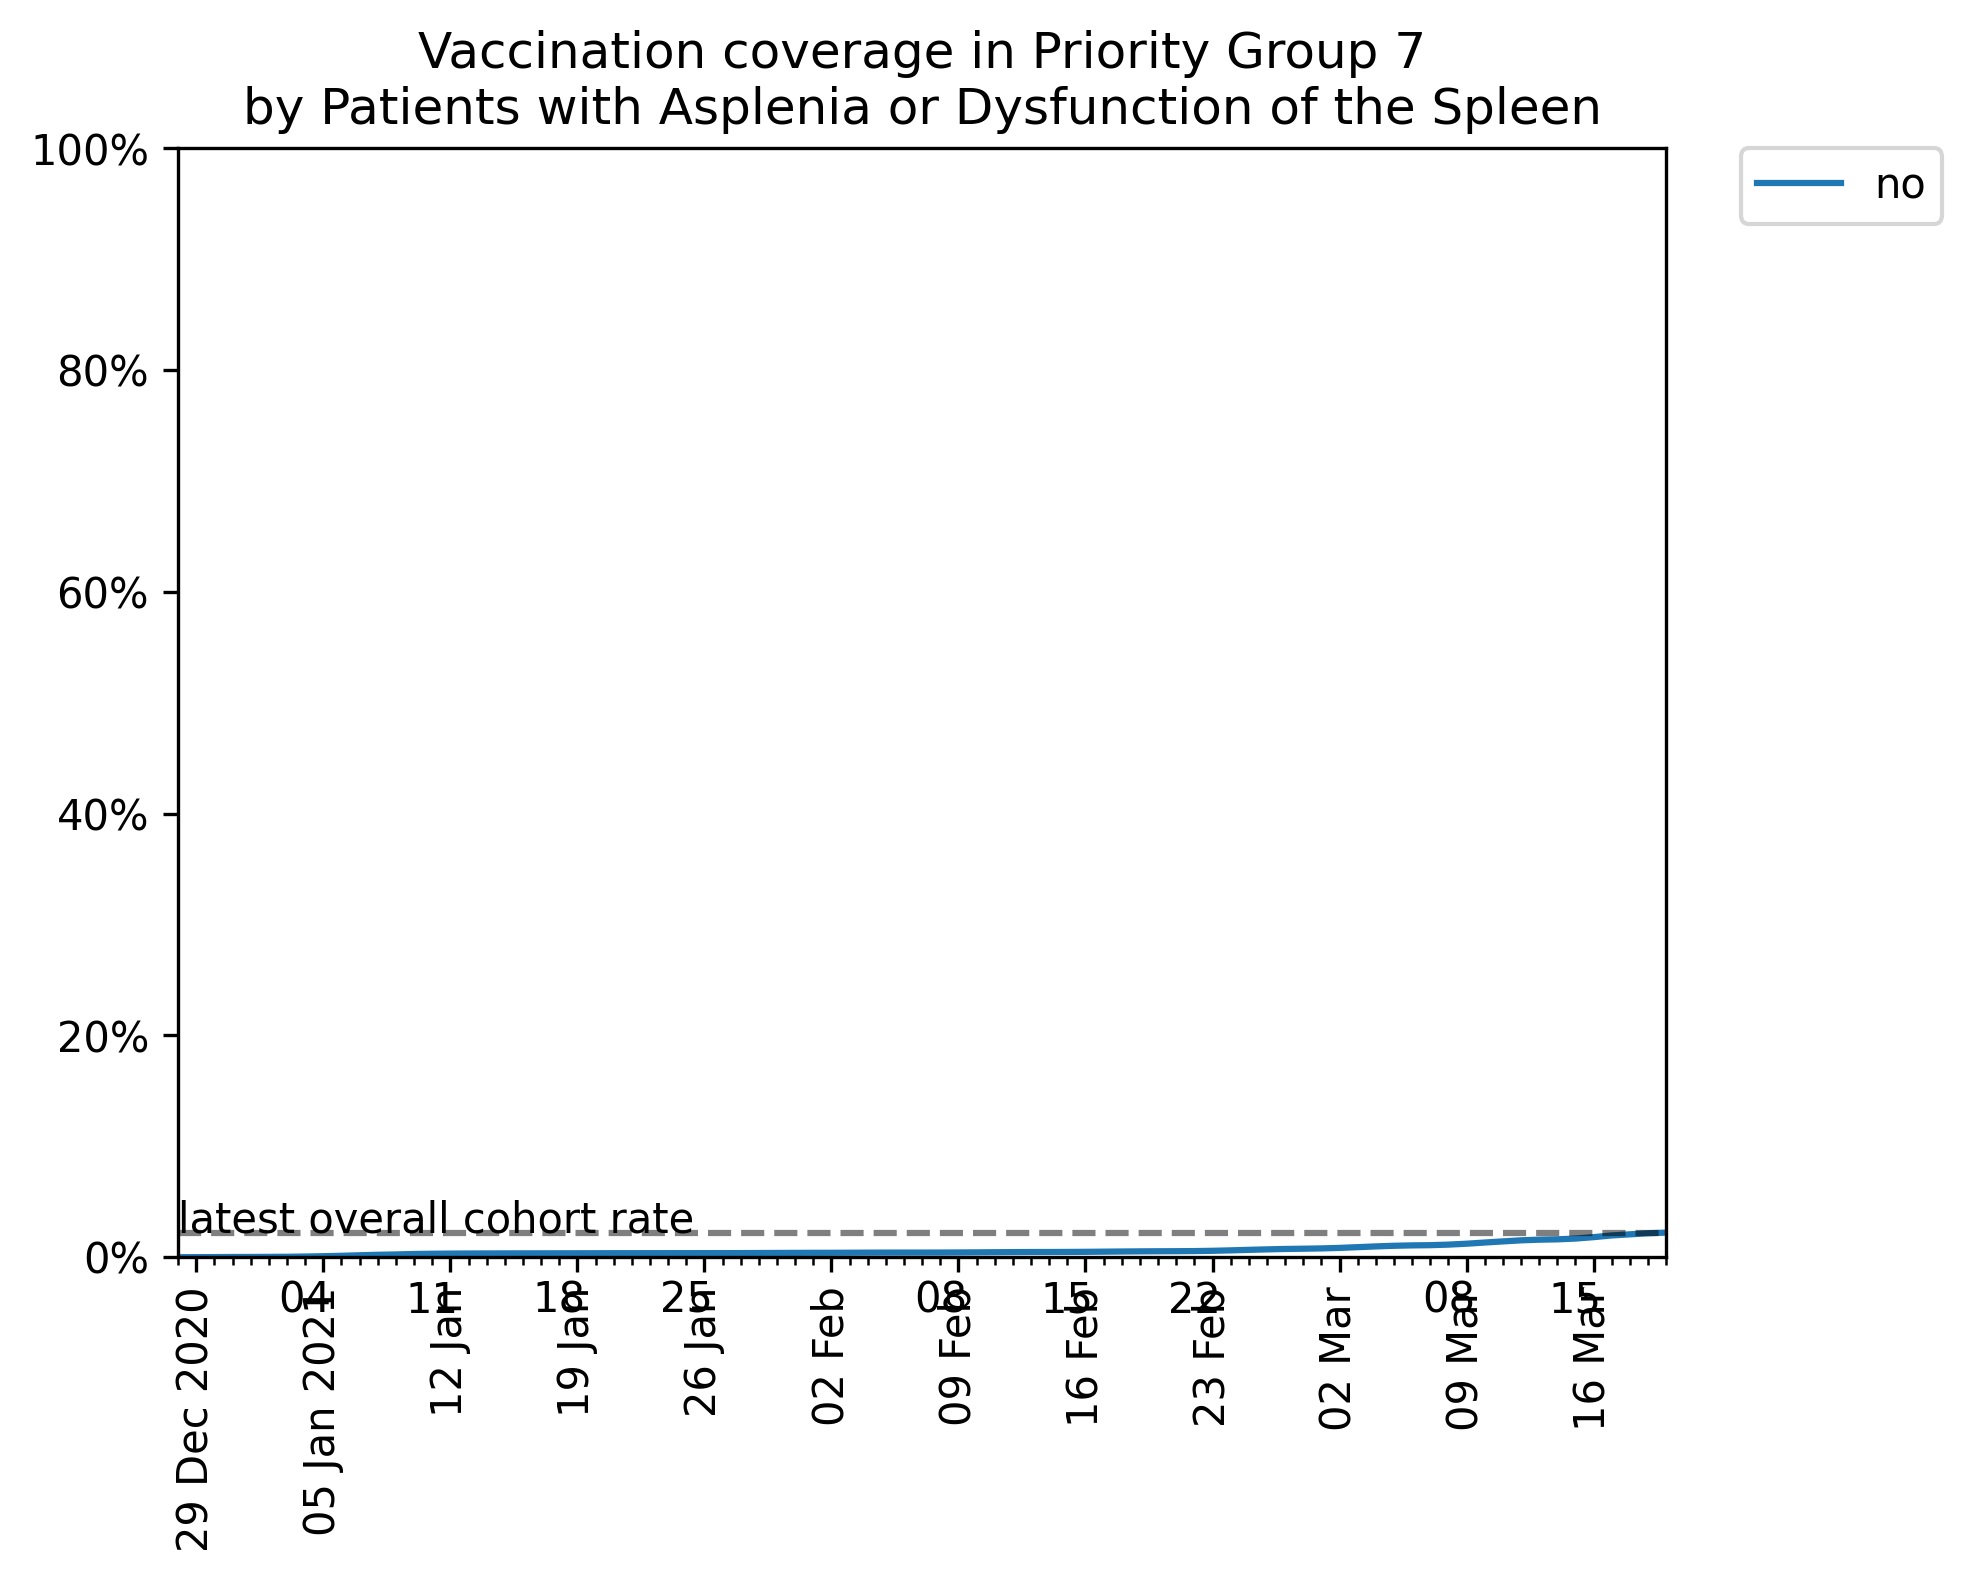 Vaccination coverage in Priority Group 7
by Patients with Asplenia or Dysfunction of the Spleen
no
100%
80%
60%
40%
20%
0%
latest overall cohort rate
04
11
18
25
08
15
22
08
15
29 Dec 2020
05 Jan 2021
12 Jan
19 Jan
26 Jan
02 Feb
09 Feb
16 Feb
23 Feb
02 Mar
09 Mar
16 Mar